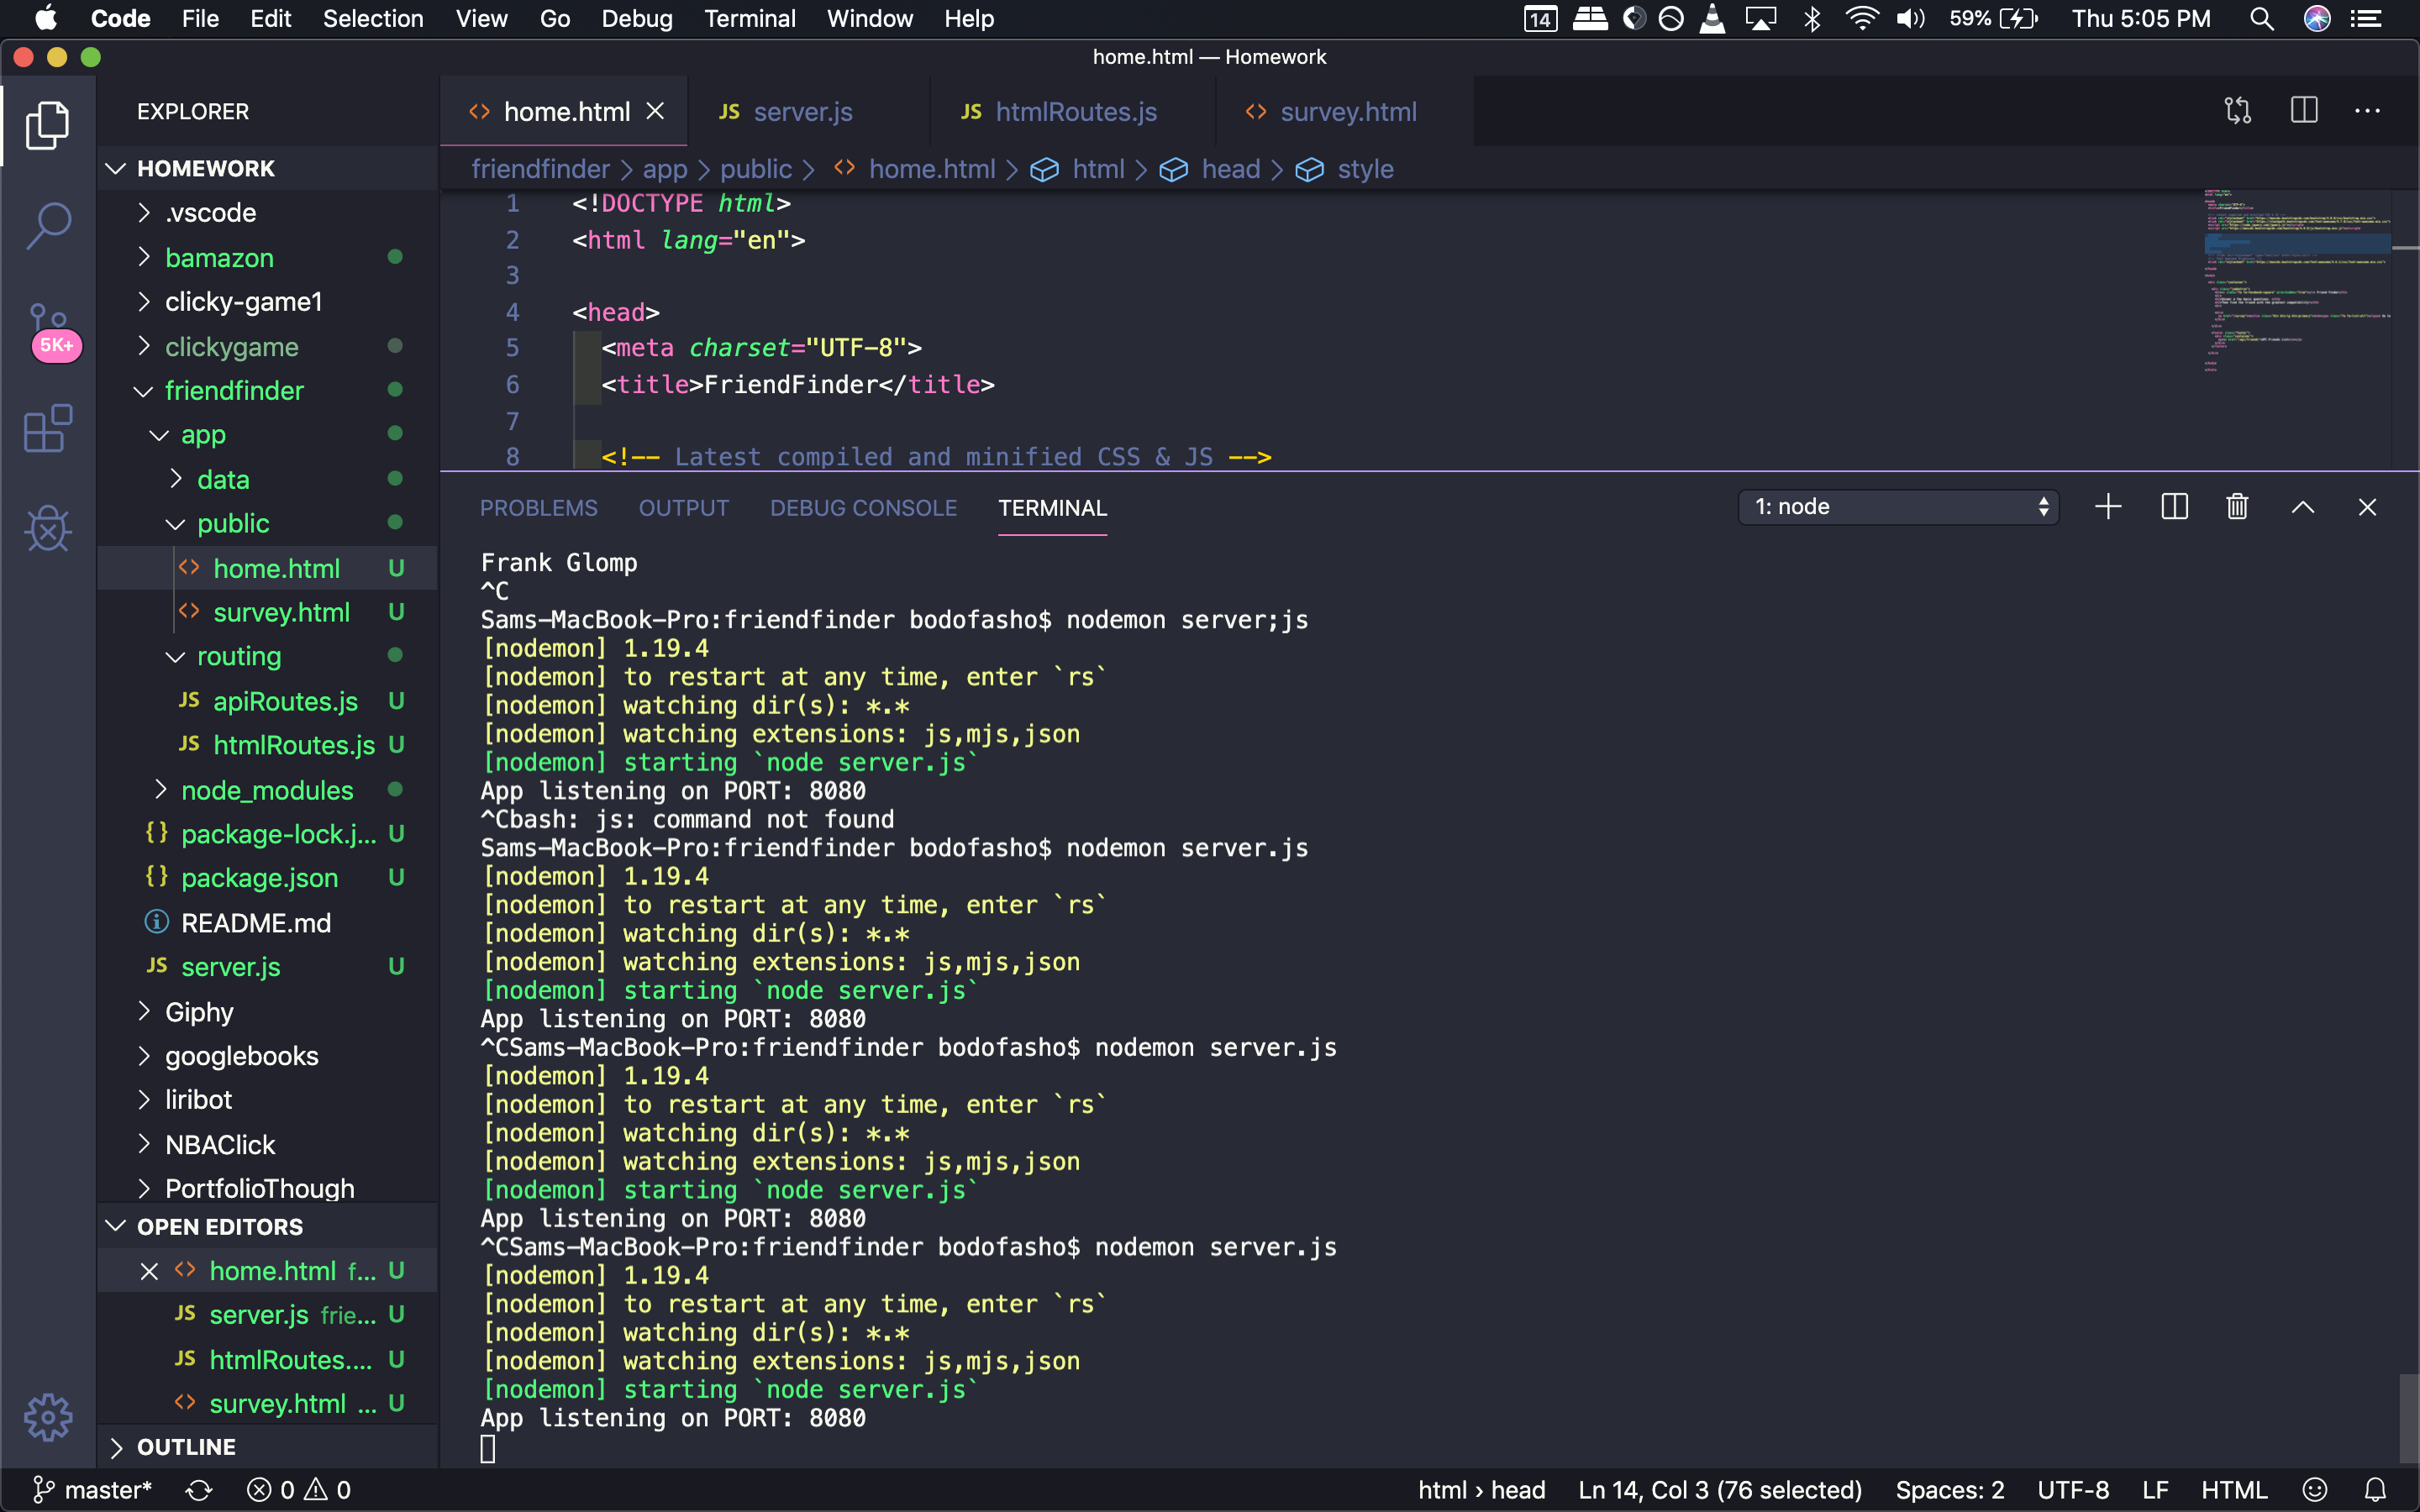 Code File Edit Selection View Go Debug Terminal Window Help 14 59% Thu 5:05 PM
home.html — Homework
EXPLORER
HOMEWORK
.vscode
bamazon
clicky-game1
clickygame
friendfinder
app
data
public
home.html U
survey.html U
routing
apiRoutes.js U
htmlRoutes.js U
node_modules
package-lock.j... U
package.json U
README.md
server.js U
Giphy
googlebooks
liribot
NBAClick
PortfolioThough
OPEN EDITORS
home.html f... U
server.js frie... U
htmlRoutes.... U
survey.html ... U
OUTLINE
5K+
home.html server.js htmlRoutes.js survey.html
friendfinder > app > public > home.html > html > head > style
1 <!DOCTYPE html>
2 <html lang="en">
3
4 <head>
5 <meta charset="UTF-8">
6 <title>FriendFinder</title>
7
8 <!-- Latest compiled and minified CSS & JS -->
PROBLEMS OUTPUT DEBUG CONSOLE TERMINAL 1: node
Frank Glomp
^C
Sams-MacBook-Pro:friendfinder bodofasho$ nodemon server;js
[nodemon] 1.19.4
[nodemon] to restart at any time, enter `rs`
[nodemon] watching dir(s): *.*
[nodemon] watching extensions: js,mjs,json
[nodemon] starting `node server.js`
App listening on PORT: 8080
^Cbash: js: command not found
Sams-MacBook-Pro:friendfinder bodofasho$ nodemon server.js
[nodemon] 1.19.4
[nodemon] to restart at any time, enter `rs`
[nodemon] watching dir(s): *.*
[nodemon] watching extensions: js,mjs,json
[nodemon] starting `node server.js`
App listening on PORT: 8080
^CSams-MacBook-Pro:friendfinder bodofasho$ nodemon server.js
[nodemon] 1.19.4
[nodemon] to restart at any time, enter `rs`
[nodemon] watching dir(s): *.*
[nodemon] watching extensions: js,mjs,json
[nodemon] starting `node server.js`
App listening on PORT: 8080
^CSams-MacBook-Pro:friendfinder bodofasho$ nodemon server.js
[nodemon] 1.19.4
[nodemon] to restart at any time, enter `rs`
[nodemon] watching dir(s): *.*
[nodemon] watching extensions: js,mjs,json
[nodemon] starting `node server.js`
App listening on PORT: 8080
master* 0 0 html › head Ln 14, Col 3 (76 selected) Spaces: 2 UTF-8 LF HTML